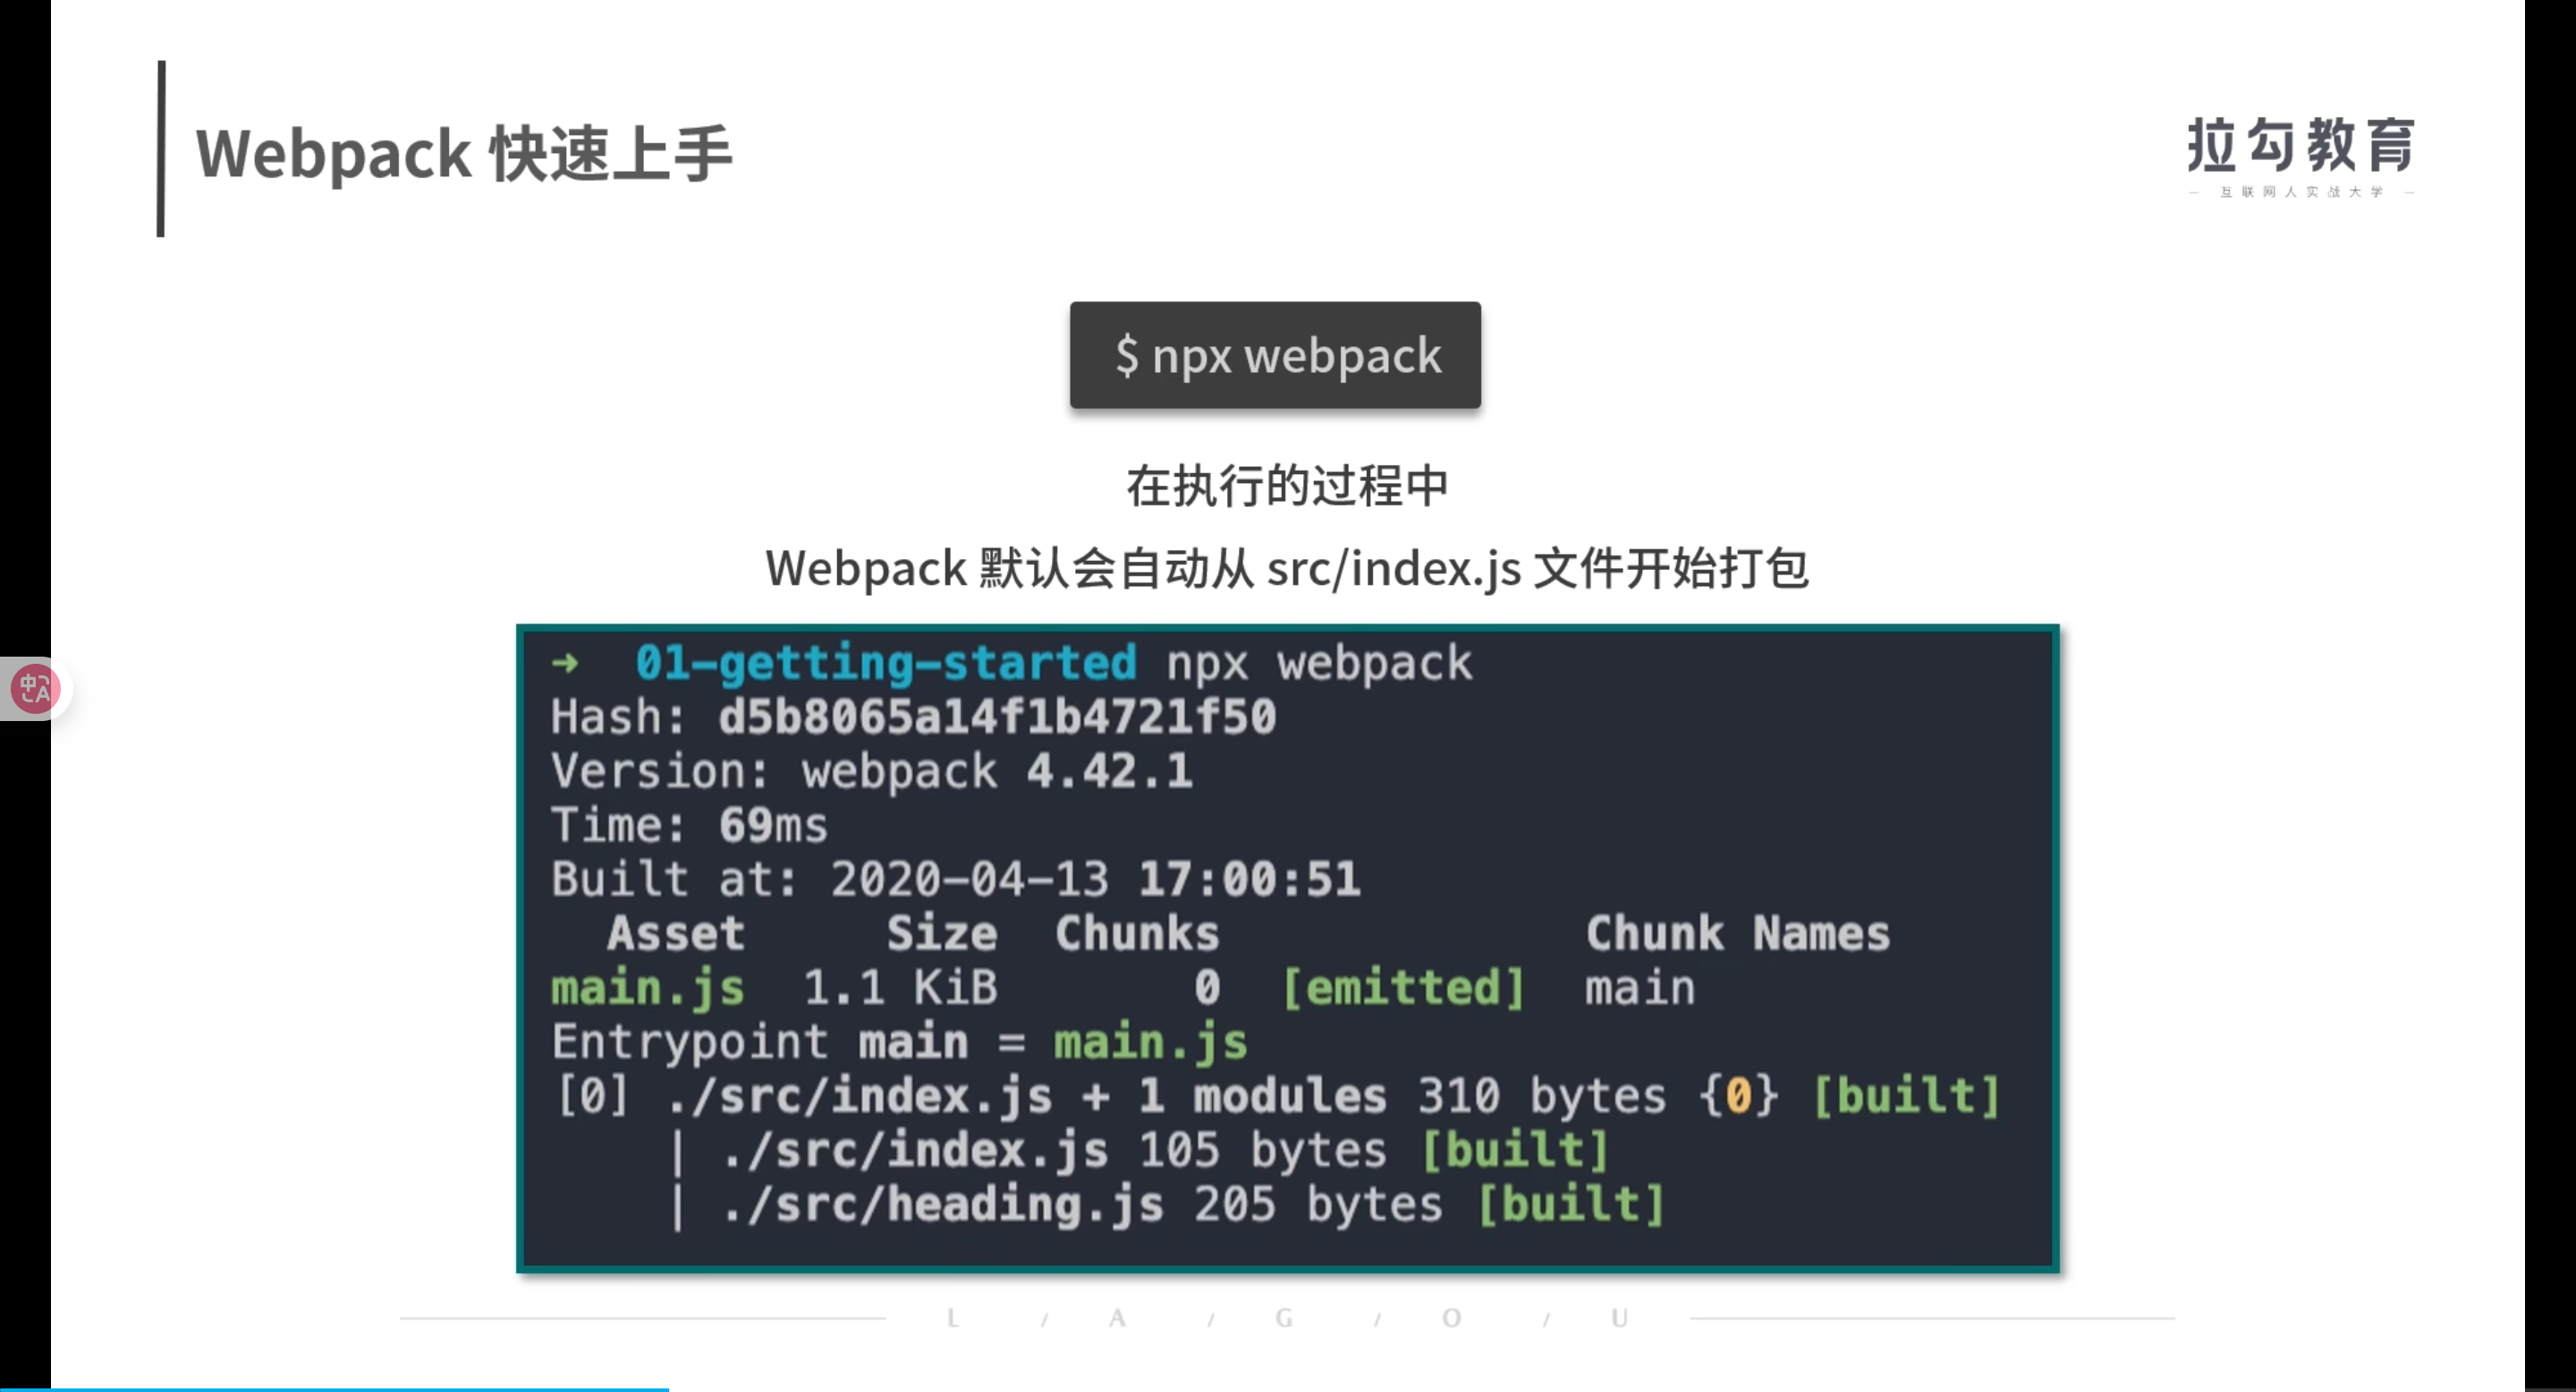 Webpack 快速上手
拉勾教育
— 互联网人实战大学 —
$ npx webpack
在执行的过程中
Webpack 默认会自动从 src/index.js 文件开始打包
中A
→ 01-getting-started npx webpack
Hash: d5b8065a14f1b4721f50
Version: webpack 4.42.1
Time: 69ms
Built at: 2020-04-13 17:00:51
Asset Size Chunks Chunk Names
main.js 1.1 KiB 0 [emitted] main
Entrypoint main = main.js
[0] ./src/index.js + 1 modules 310 bytes {0} [built]
| ./src/index.js 105 bytes [built]
| ./src/heading.js 205 bytes [built]
L / A / G / O / U